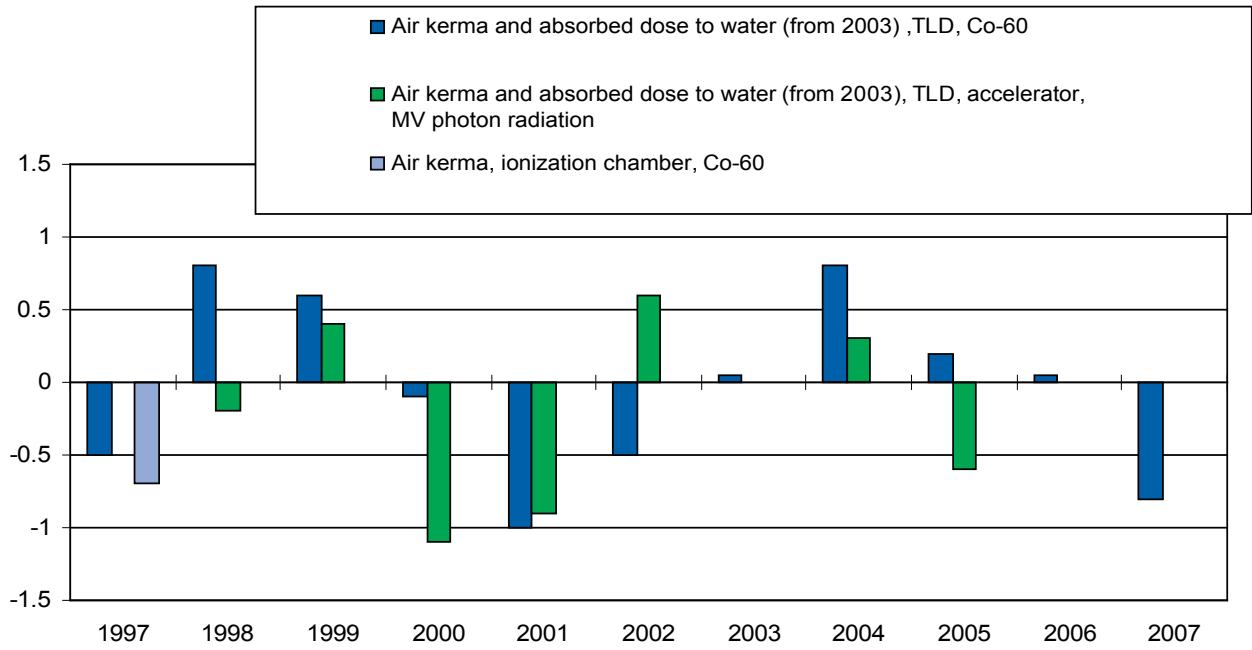 Air kerma and absorbed dose to water (from 2003) ,TLD, Co-60
Air kerma and absorbed dose to water (from 2003), TLD, accelerator,
MV photon radiation
Air kerma, ionization chamber, Co-60
1.5
1
0.5
0
-0.5
-1
-1.5
1997 1998 1999 2000 2001 2002 2003 2004 2005 2006 2007